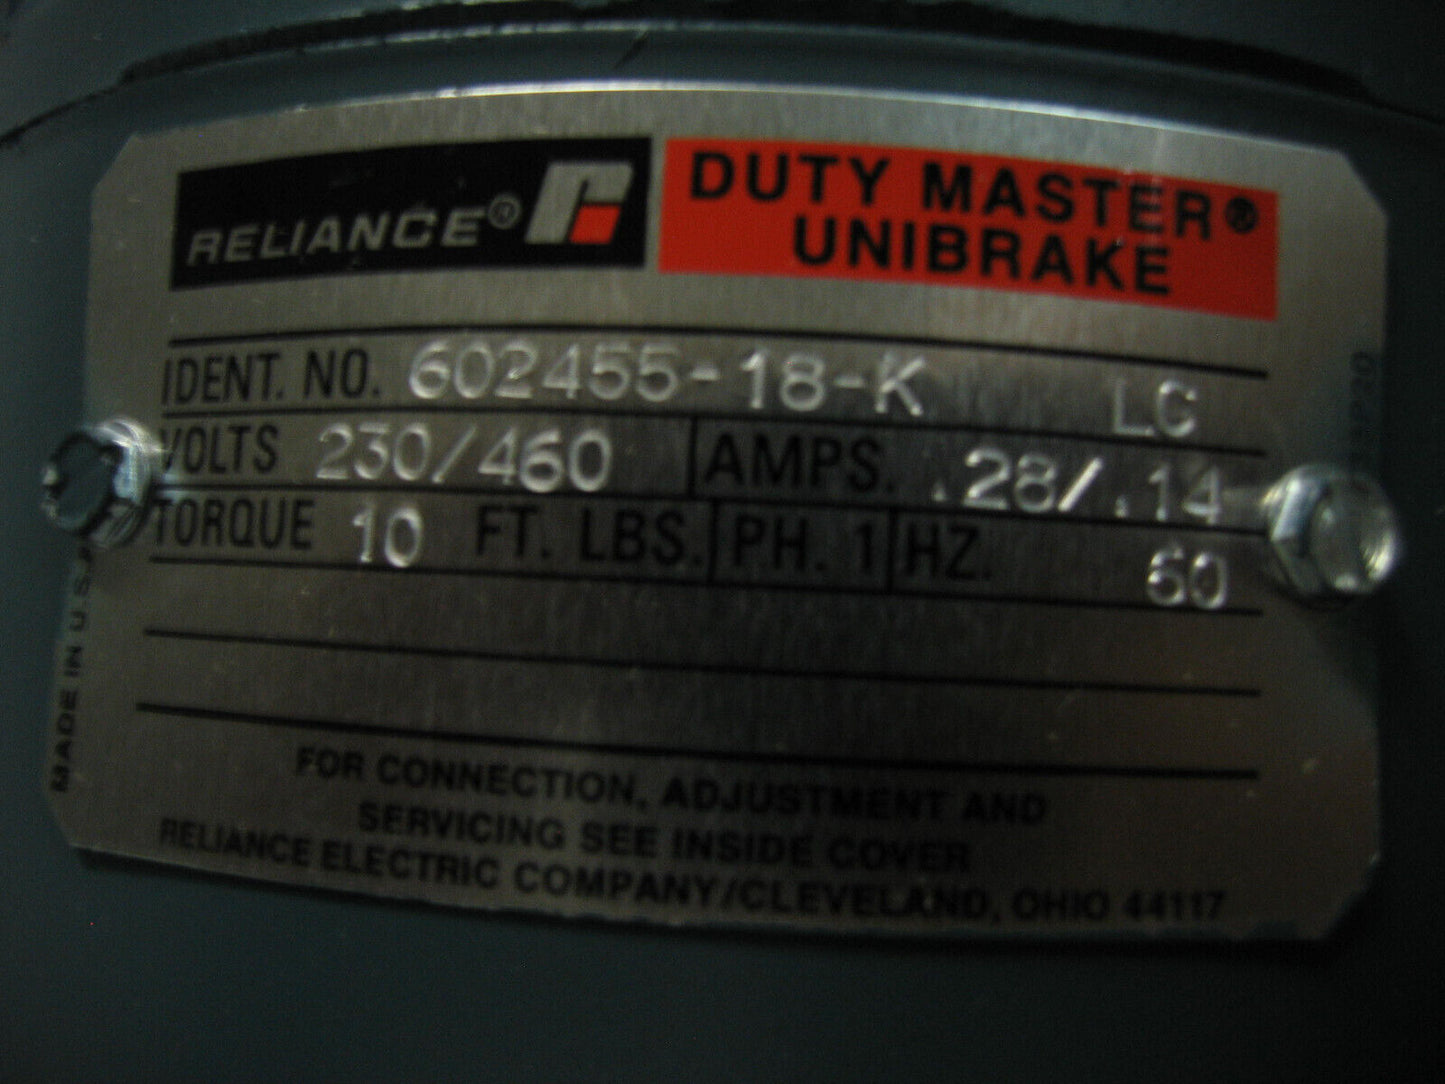 RELIANCE®
DUTY MASTER®
UNIBRAKE
IDENT. NO. 602455-18-K LC
VOLTS 230/460 AMPS. .28/.14
TORQUE 10 FT. LBS. PH. 1 HZ. 60
FOR CONNECTION, ADJUSTMENT AND
SERVICING SEE INSIDE COVER
RELIANCE ELECTRIC COMPANY/CLEVELAND, OHIO 44117
MADE IN U.S.A